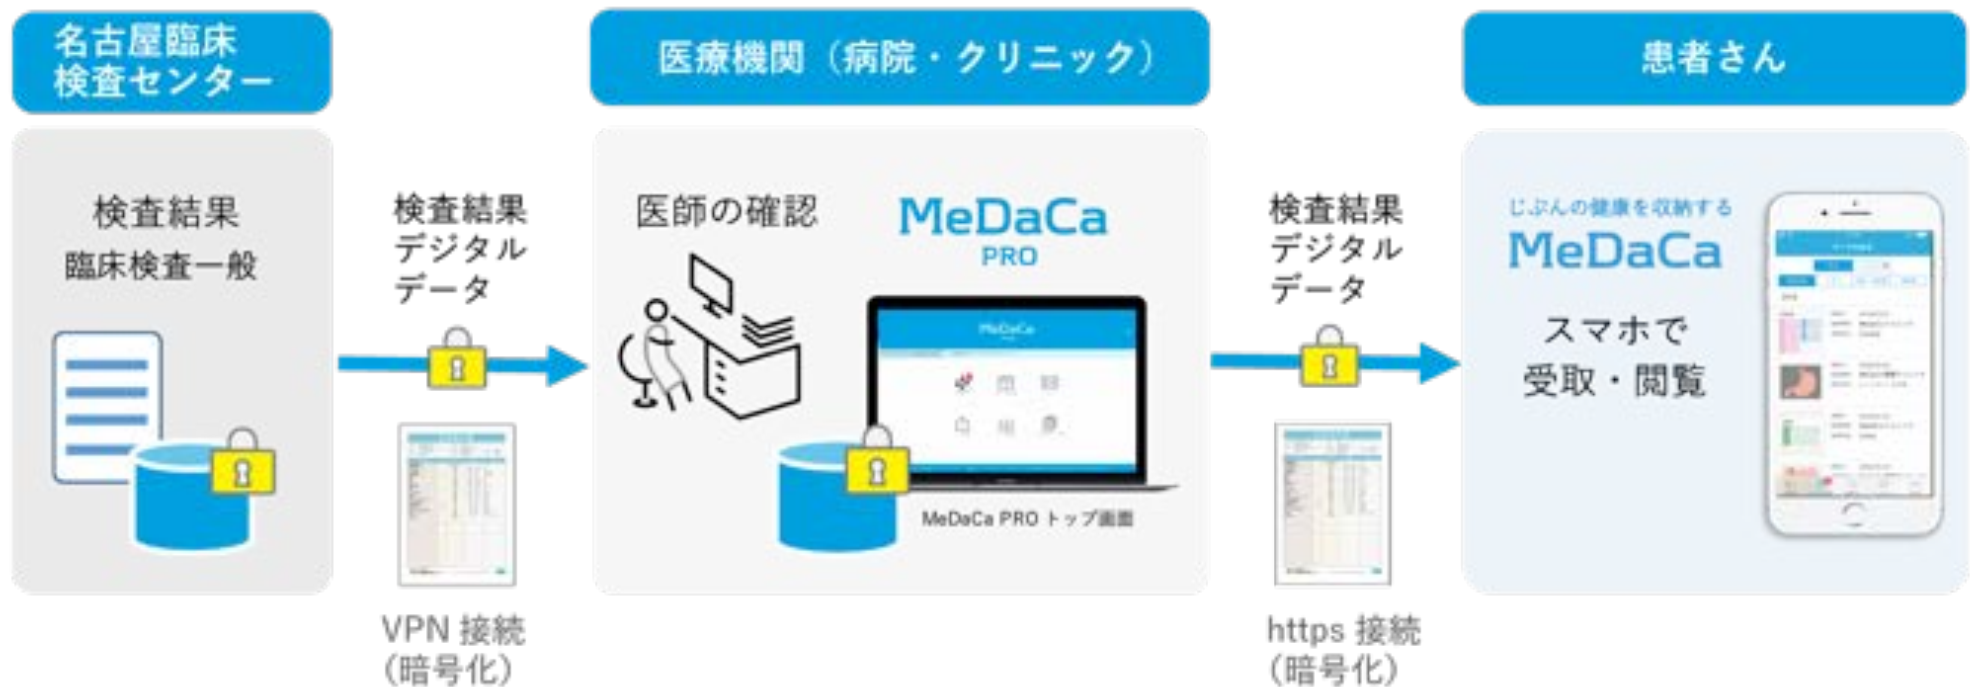 名古屋臨床
検査センター
検査結果
臨床検査一般
検査結果
デジタル
データ
VPN 接続
（暗号化）
医療機関（病院・クリニック）
医師の確認
MeDaCa
PRO
MeDaCa
MeDaCa PRO トップ画面
検査結果
デジタル
データ
https 接続
（暗号化）
患者さん
じぶんの健康を収納する
MeDaCa
スマホで
受取・閲覧